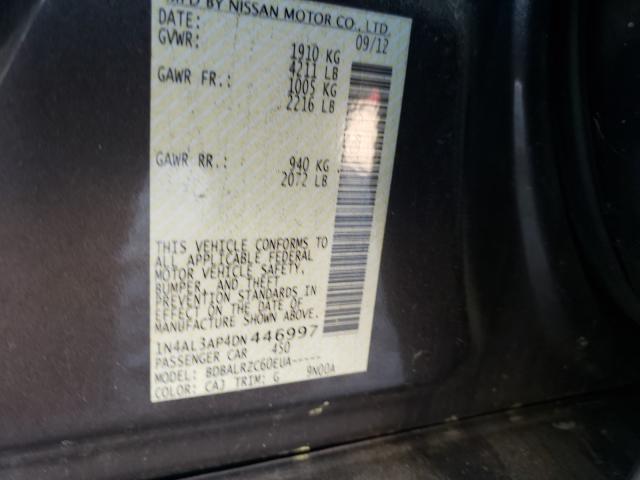 MFD BY NISSAN MOTOR CO., LTD.
DATE: 09/12
GVWR: 1910 KG
4211 LB
GAWR FR.: 1005 KG
2216 LB
GAWR RR.: 940 KG
2072 LB
THIS VEHICLE CONFORMS TO
ALL APPLICABLE FEDERAL
MOTOR VEHICLE SAFETY,
BUMPER, AND THEFT
PREVENTION STANDARDS IN
EFFECT ON THE DATE OF
MANUFACTURE SHOWN ABOVE.
1N4AL3AP4DN446997
PASSENGER CAR 450
MODEL: BDBALRZC60EUA-----
COLOR: CAJ TRIM: G 9N00A